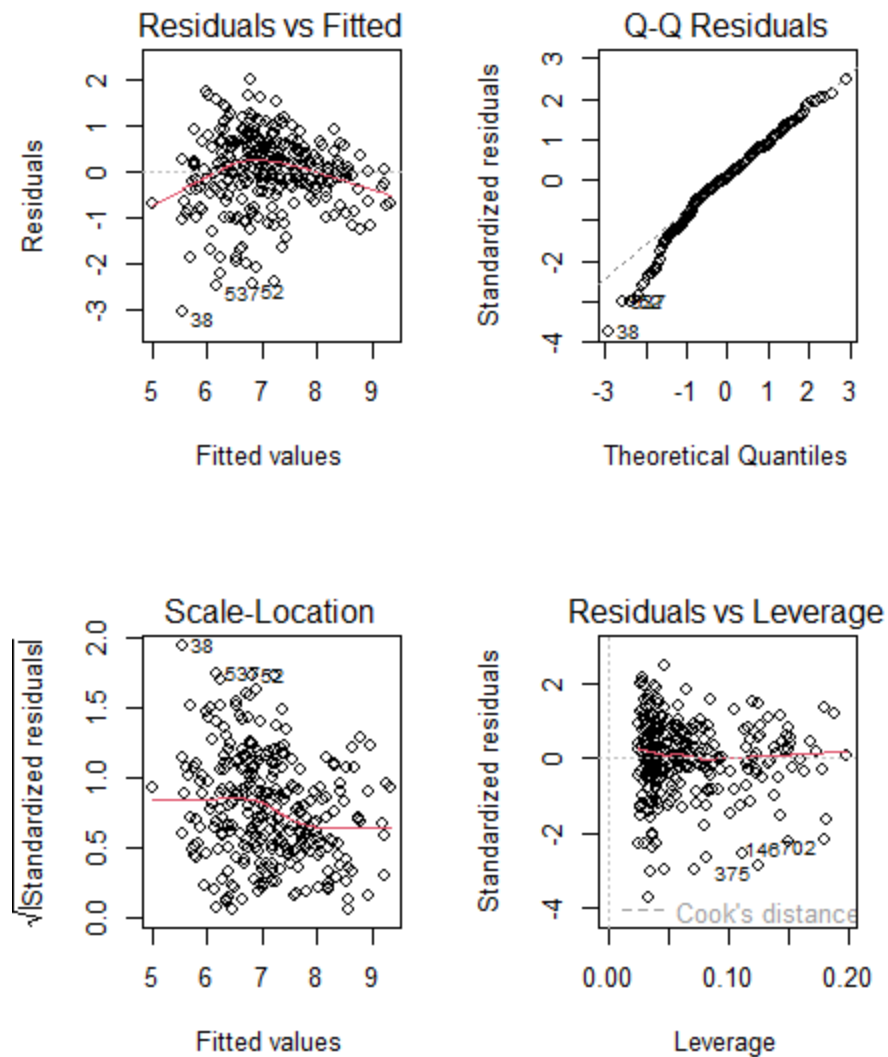 Residuals vs Fitted
Residuals
2
1
0
-1
-2
-3
53752
38
5 6 7 8 9
Fitted values
Q-Q Residuals
Standardized residuals
3
2
1
0
-2
-4
38
-3 -1 0 1 2 3
Theoretical Quantiles
Scale-Location
√|Standardized residuals|
2.0
1.5
1.0
0.5
0.0
38
53752
5 6 7 8 9
Fitted values
Residuals vs Leverage
Standardized residuals
2
0
-2
-4
375
Cook's distance
0.00 0.10 0.20
Leverage